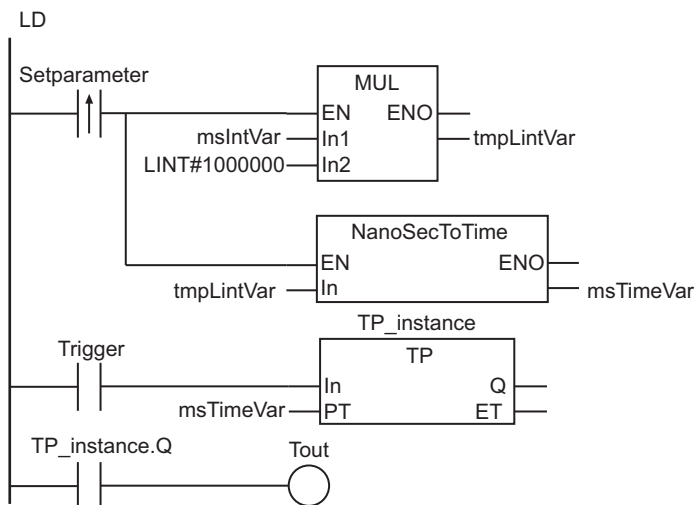 LD
Setparameter
MUL
EN ENO
msIntVar In1 tmpLintVar
LINT#1000000 In2
NanoSecToTime
EN ENO
tmpLintVar In msTimeVar
TP_instance
Trigger TP
In Q
msTimeVar PT ET
TP_instance.Q Tout